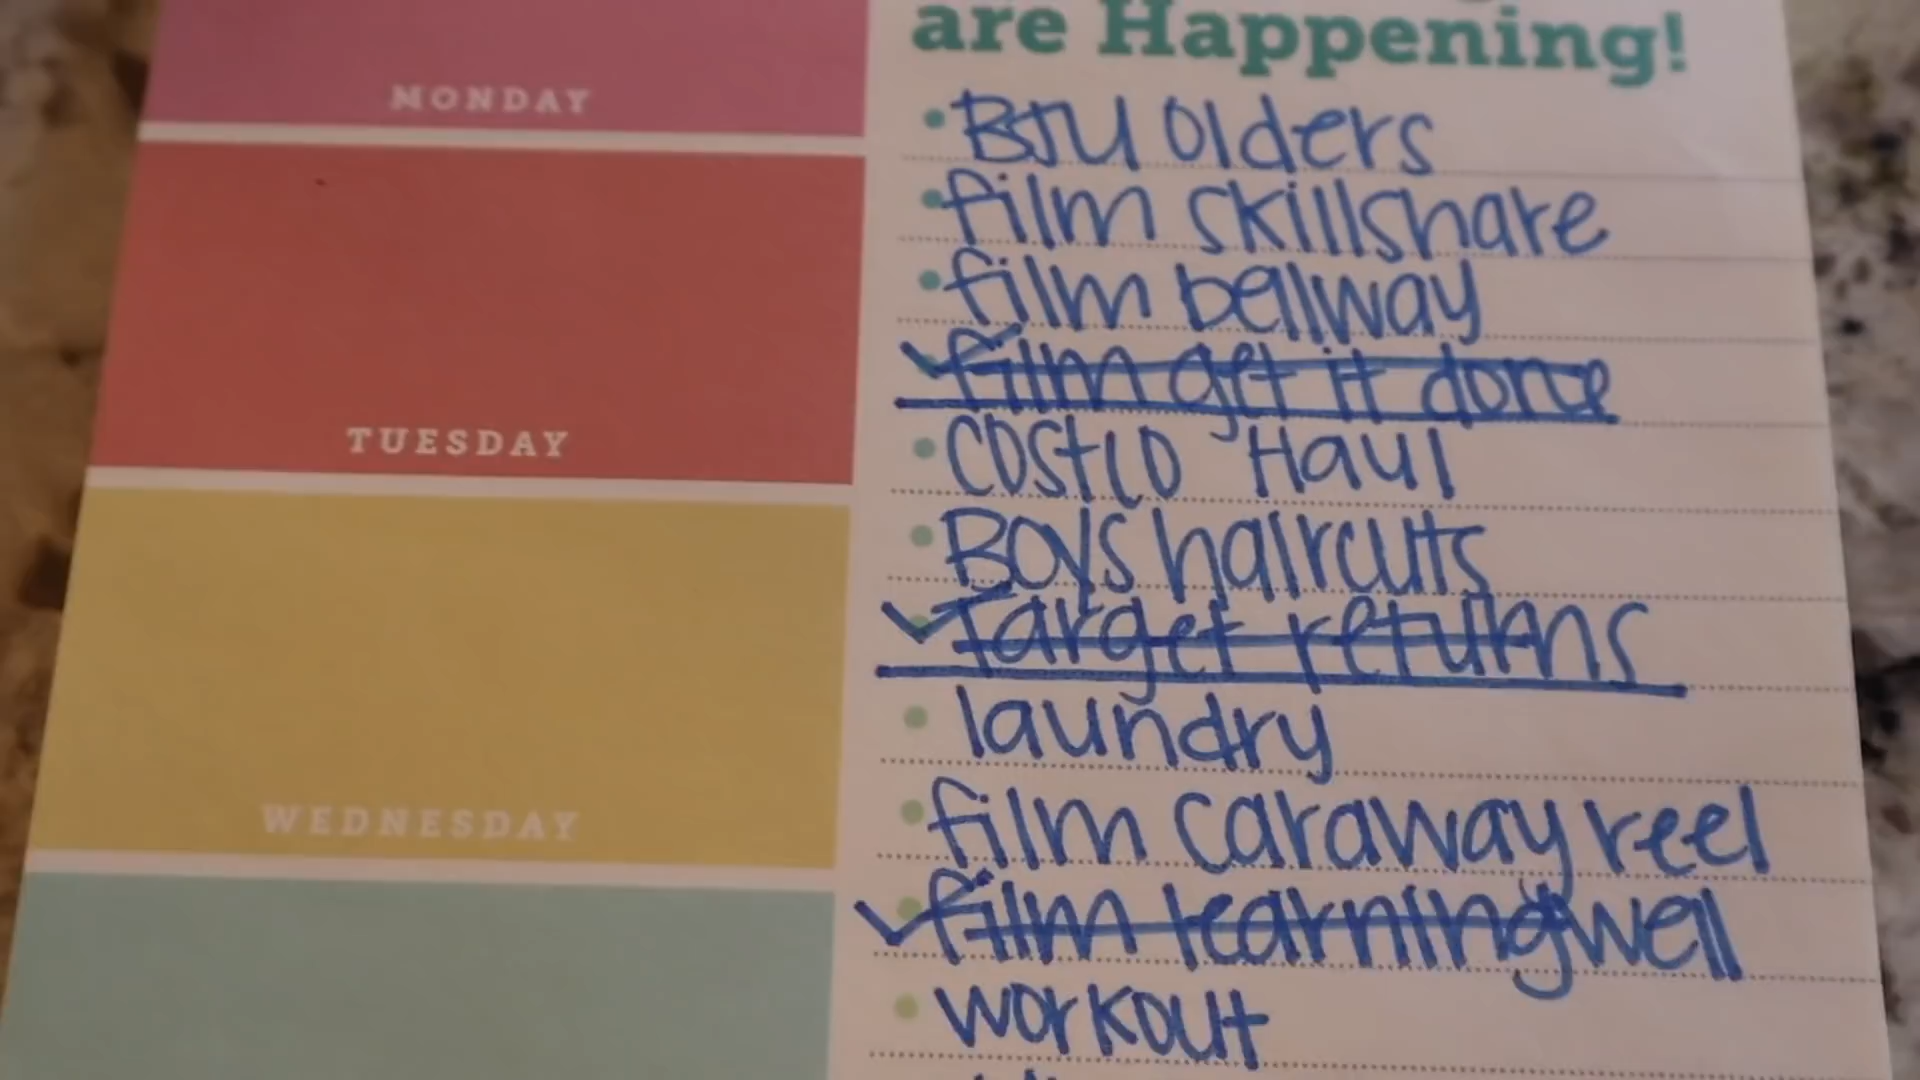 are Happening!
MONDAY
BJU Olders
film skillshare
film bellway
film get it done
TUESDAY
Costco Haul
Boys haircuts
Target returns
laundry
WEDNESDAY
film caraway reel
film learningwell
workout